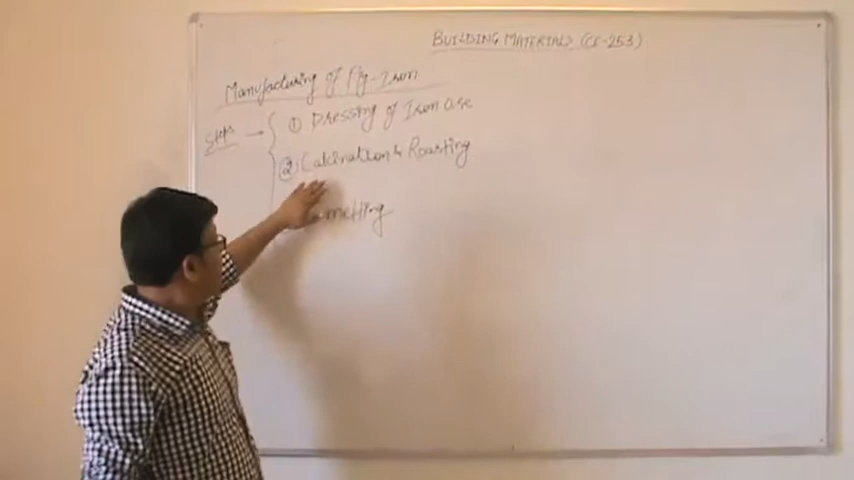 BUILDING MATERIALS (CE-253)
Manufacturing of Pig-Iron
Steps → ① Dressing of Iron ore
② Calcination & Roasting
Smelting